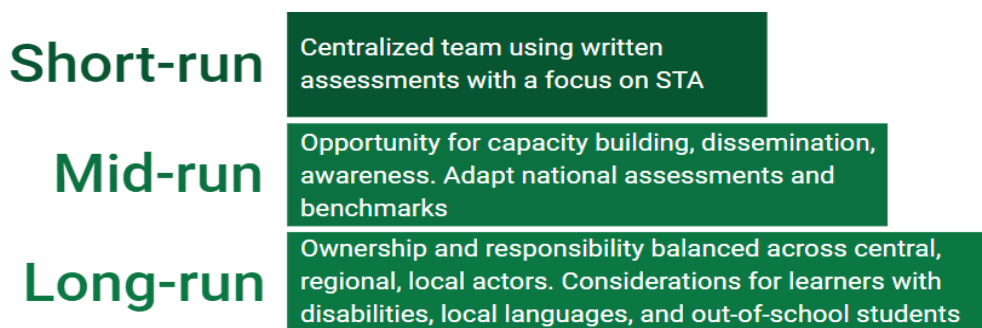 Short-run
Centralized team using written
assessments with a focus on STA
Mid-run
Opportunity for capacity building, dissemination,
awareness. Adapt national assessments and
benchmarks
Long-run
Ownership and responsibility balanced across central,
regional, local actors. Considerations for learners with
disabilities, local languages, and out-of-school students